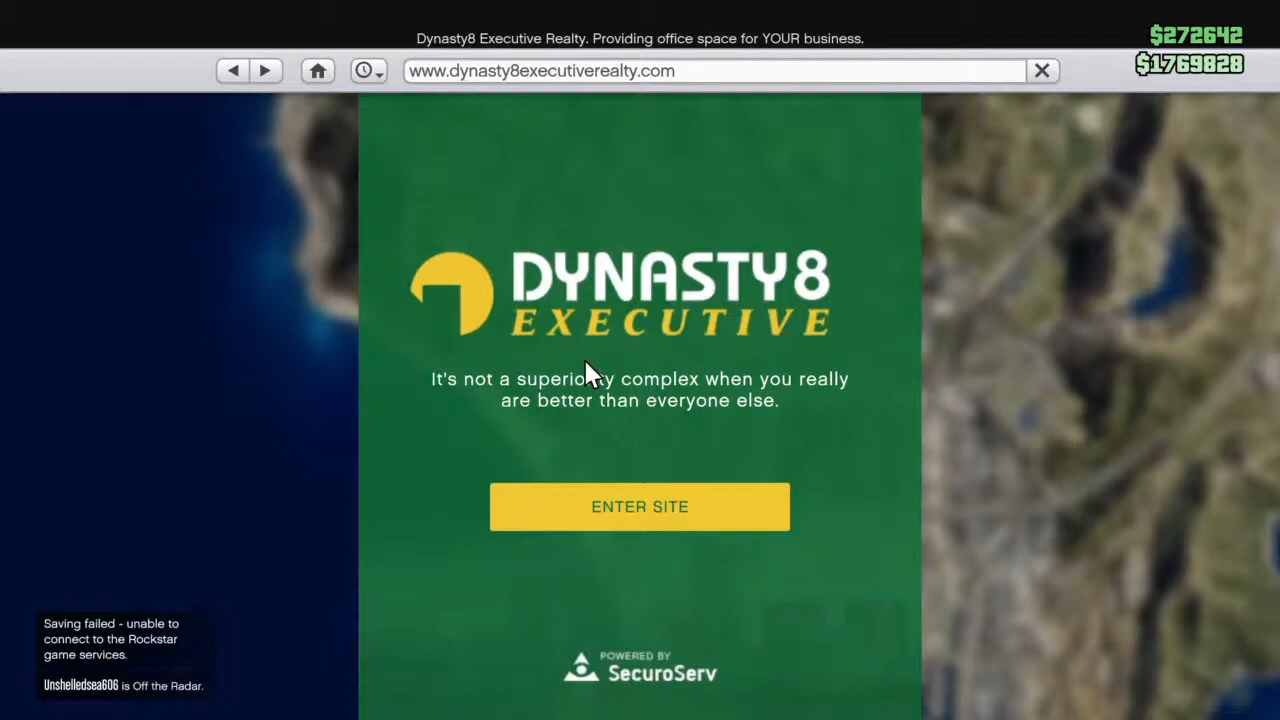 Dynasty8 Executive Realty. Providing office space for YOUR business.
$272642
www.dynasty8executiverealty.com
$1769828
DYNASTY8
EXECUTIVE
It's not a superiority complex when you really
are better than everyone else.
ENTER SITE
Saving failed - unable to
connect to the Rockstar
game services.
Unshelledsea606 is Off the Radar.
POWERED BY
SecuroServ